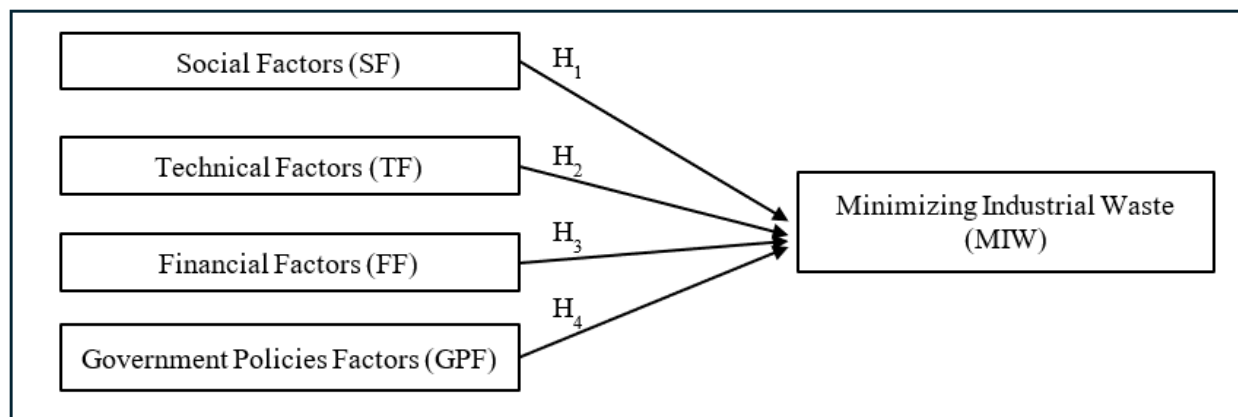 Social Factors (SF)
H₁
Technical Factors (TF)
H₂
Minimizing Industrial Waste
(MIW)
Financial Factors (FF)
H₃
Government Policies Factors (GPF)
H₄